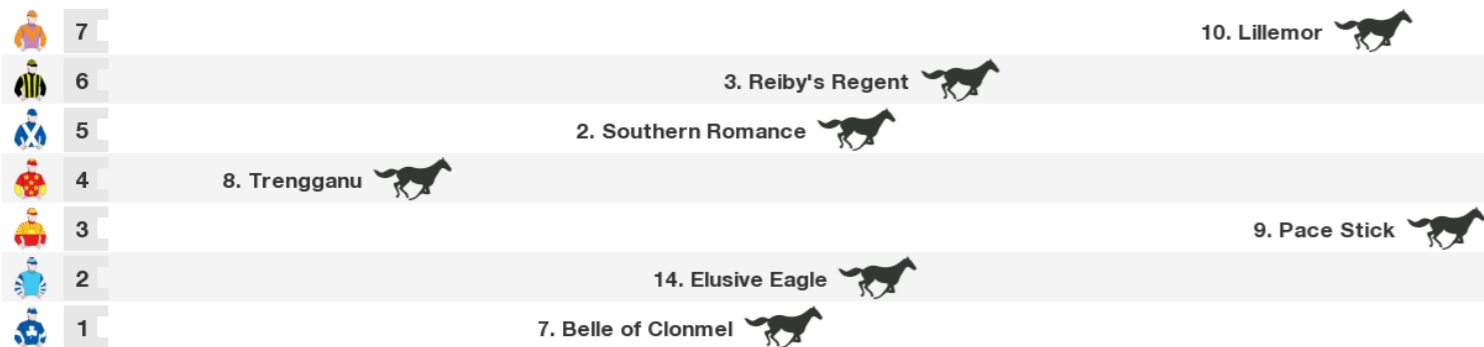 7 10. Lillemor
6 3. Reiby's Regent
5 2. Southern Romance
4 8. Trengganu
3 9. Pace Stick
2 14. Elusive Eagle
1 7. Belle of Clonmel